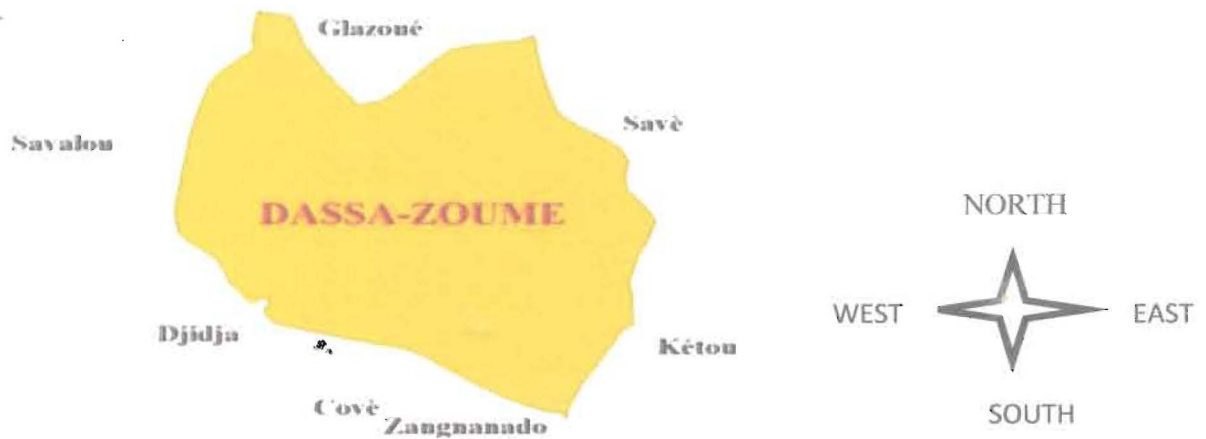 Glazoué
Savalou
Savè
DASSA-ZOUME
NORTH
WEST
EAST
Djidja
Kétou
Covè
Zangnanado
SOUTH